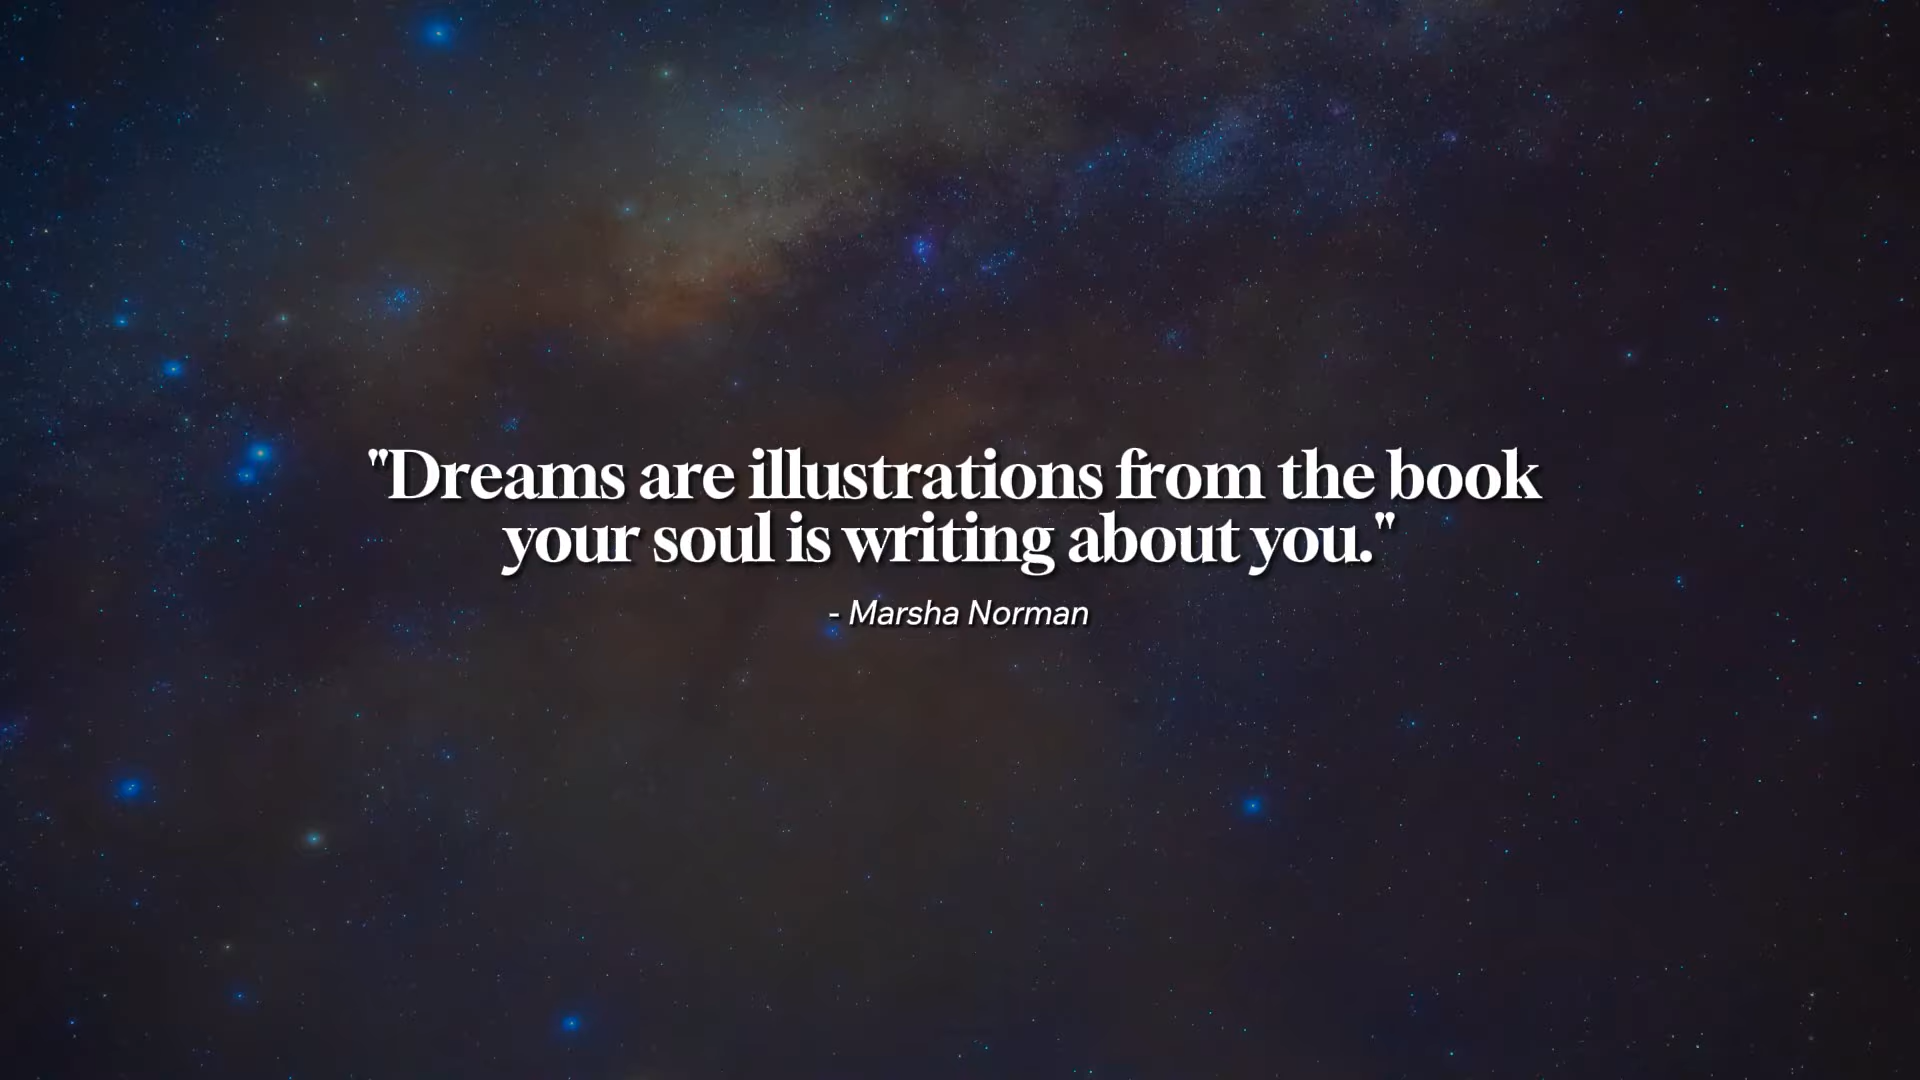 "Dreams are illustrations from the book
your soul is writing about you."
- Marsha Norman